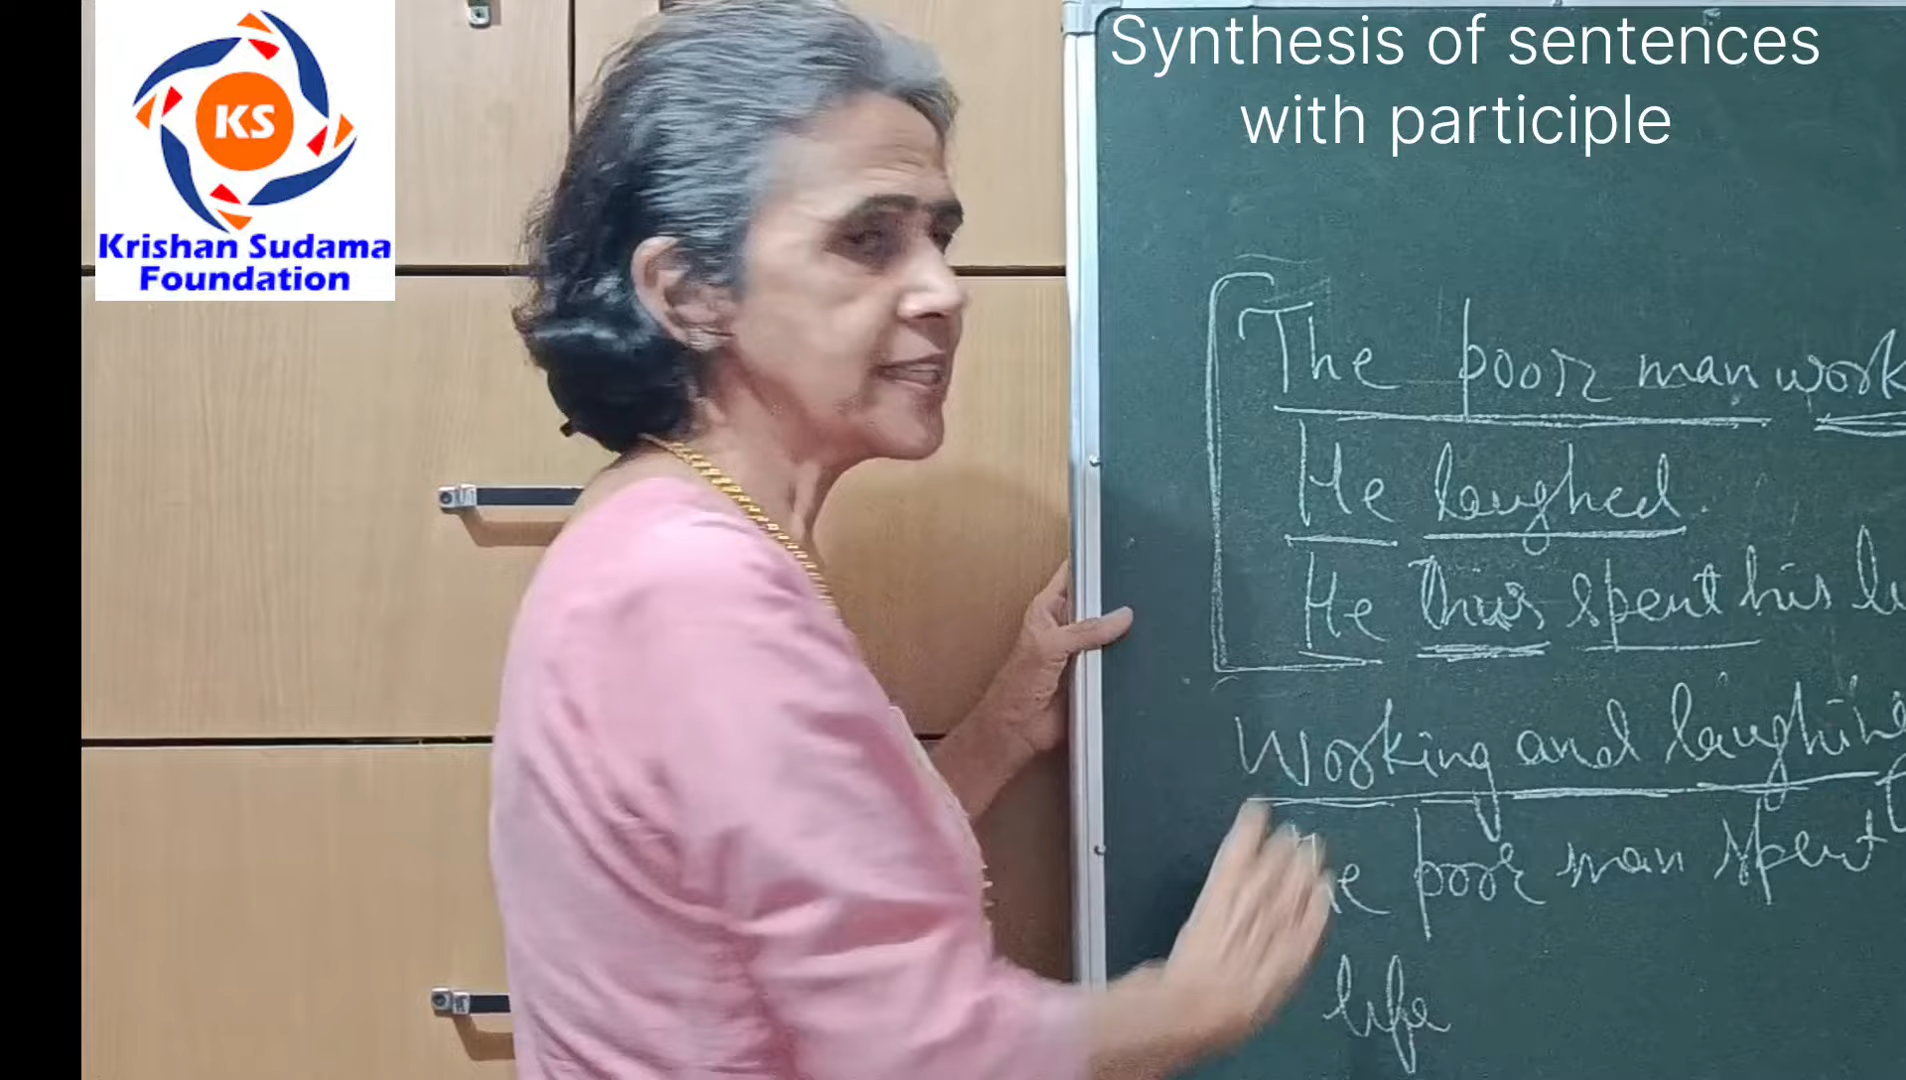 KS
Krishan Sudama
Foundation
Synthesis of sentences
with participle
The poor man work
He laughed.
He thus spent his
Working and laughing
poor man spent
life